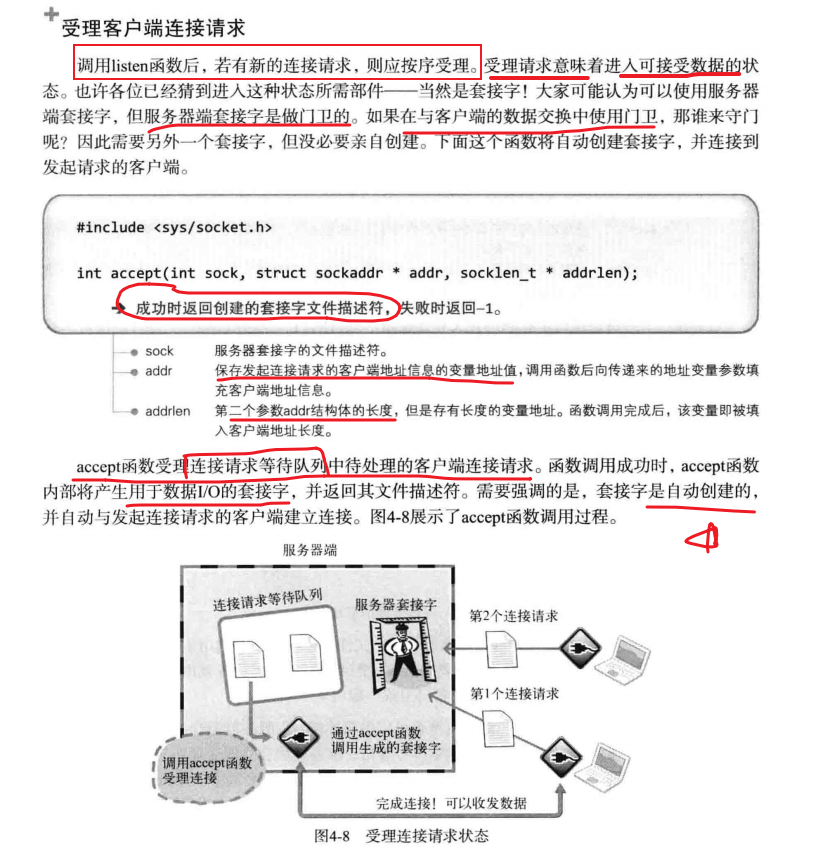 受理客户端连接请求
调用listen函数后，若有新的连接请求，则应按序受理。受理请求意味着进入可接受数据的状
态。也许各位已经猜到进入这种状态所需部件——当然是套接字！大家可能认为可以使用服务器
端套接字，但服务器端套接字是做门卫的。如果在与客户端的数据交换中使用门卫，那谁来守门
呢？因此需要另外一个套接字，但没必要亲自创建。下面这个函数将自动创建套接字，并连接到
发起请求的客户端。
#include <sys/socket.h>
int accept(int sock, struct sockaddr * addr, socklen_t * addrlen);
➔ 成功时返回创建的套接字文件描述符，失败时返回–1。
sock 服务器套接字的文件描述符。
addr 保存发起连接请求的客户端地址信息的变量地址值，调用函数后向传递来的地址变量参数填
充客户端地址信息。
addrlen 第二个参数addr结构体的长度，但是存有长度的变量地址。函数调用完成后，该变量即被填
入客户端地址长度。
accept函数受理连接请求等待队列中待处理的客户端连接请求。函数调用成功时，accept函数
内部将产生用于数据I/O的套接字，并返回其文件描述符。需要强调的是，套接字是自动创建的，
并自动与发起连接请求的客户端建立连接。图4-8展示了accept函数调用过程。
服务器端
连接请求等待队列
服务器套接字
第2个连接请求
第1个连接请求
通过accept函数
调用生成的套接字
调用accept函数
受理连接
完成连接！可以收发数据
图4-8 受理连接请求状态